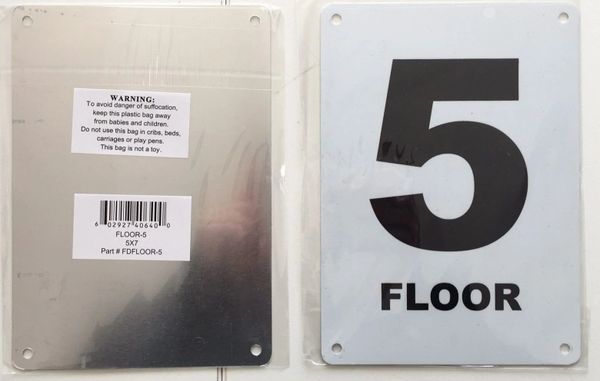 WARNING:
To avoid danger of suffocation,
keep this plastic bag away
from babies and children.
Do not use this bag in cribs, beds,
carriages or play pens.
This bag is not a toy.
6 02927 40640 0
FLOOR-5
5X7
Part # FDFLOOR-5
5
FLOOR